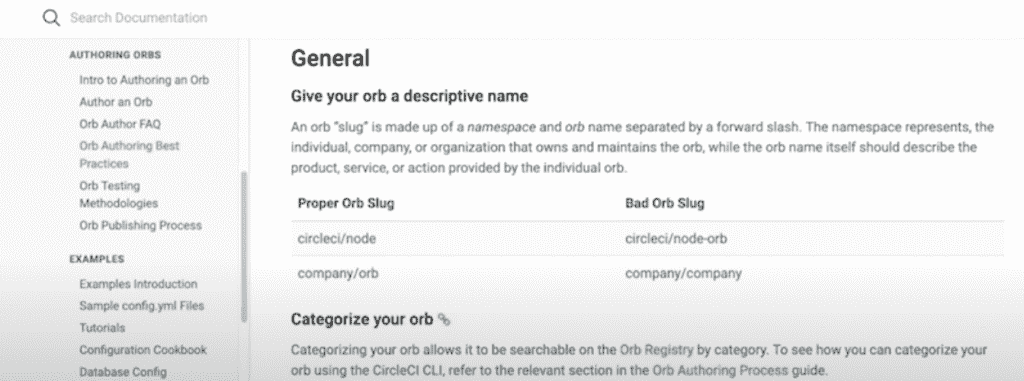 Search Documentation
AUTHORING ORBS
Intro to Authoring an Orb
Author an Orb
Orb Author FAQ
Orb Authoring Best
Practices
Orb Testing
Methodologies
Orb Publishing Process
EXAMPLES
Examples Introduction
Sample config.yml Files
Tutorials
Configuration Cookbook
Database Config
General
Give your orb a descriptive name
An orb “slug” is made up of a namespace and orb name separated by a forward slash. The namespace represents, the
individual, company, or organization that owns and maintains the orb, while the orb name itself should describe the
product, service, or action provided by the individual orb.
Proper Orb Slug Bad Orb Slug
circleci/node circleci/node-orb
company/orb company/company
Categorize your orb
Categorizing your orb allows it to be searchable on the Orb Registry by category. To see how you can categorize your
orb using the CircleCI CLI, refer to the relevant section in the Orb Authoring Process guide.